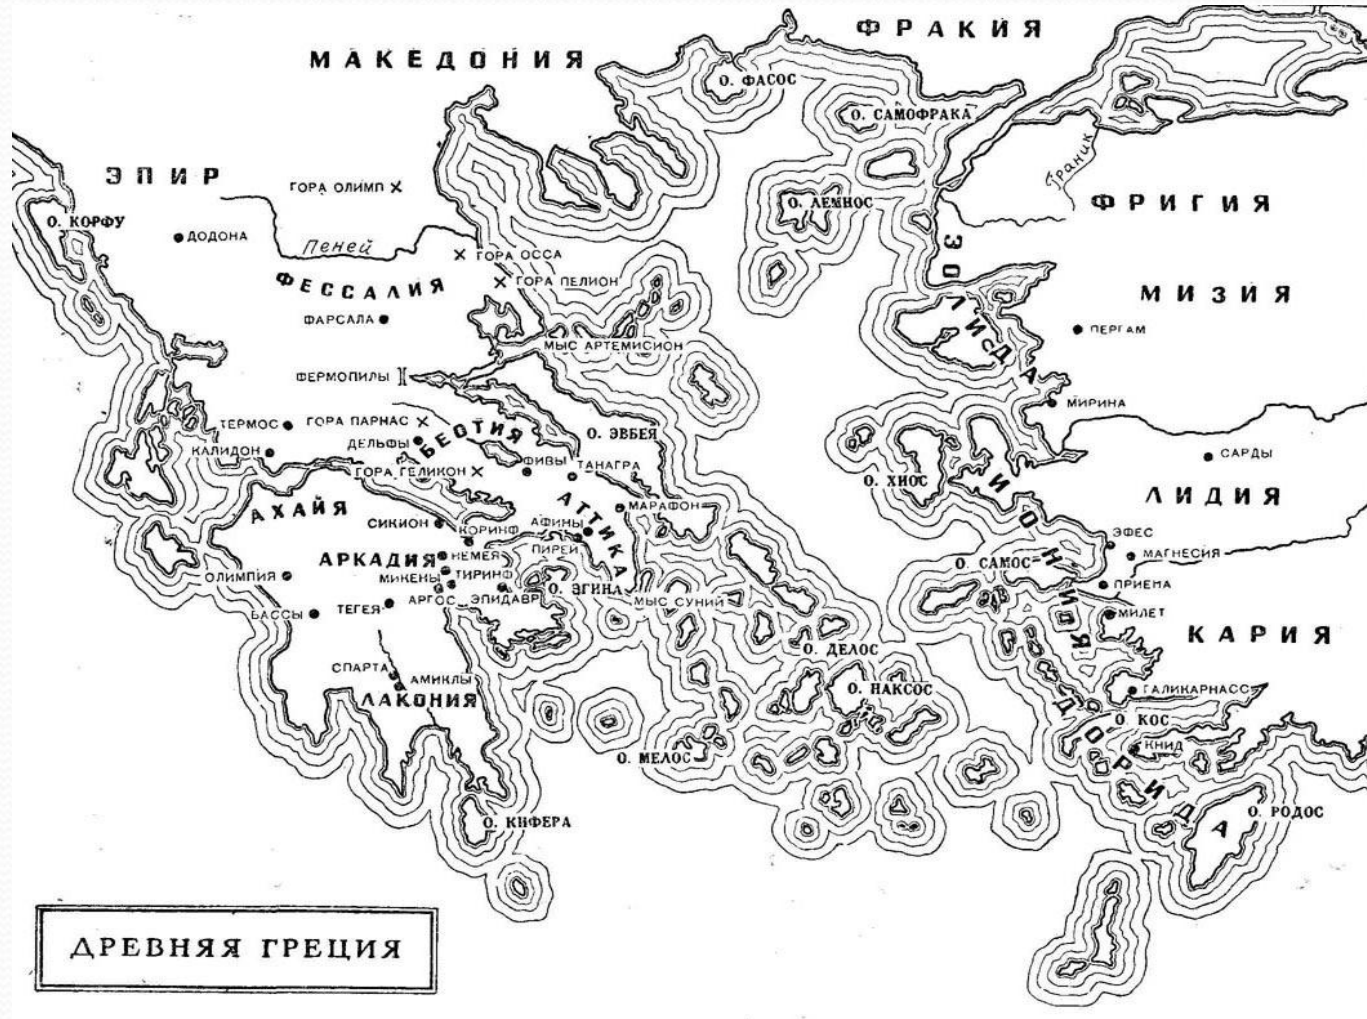 ФРАКИЯ
МАКЕДОНИЯ
О. ФАСОС
О. САМОФРАКА
Граник
ЭПИР
ГОРА ОЛИМП
О. ЛЕМНОС
ФРИГИЯ
О. КОРФУ
ДОДОНА
Пеней
ГОРА ОССА
ФЕССАЛИЯ
ГОРА ПЕЛИОН
ЭОЛИДА
МИЗИЯ
ФАРСАЛА
ПЕРГАМ
МЫС АРТЕМИСИОН
ФЕРМОПИЛЫ
МИРИНА
ТЕРМОС
ГОРА ПАРНАС
БЕОТИЯ
О. ЭВБЕЯ
ДЕЛЬФЫ
КАЛИДОН
ФИВЫ
ТАНАГРА
САРДЫ
ГОРА ГЕЛИКОН
О. ХИОС
ИОНИЯ
ЛИДИЯ
АХАЙЯ
АТТИКА
МАРАФОН
СИКИОН
КОРИНФ
АФИНЫ
ЭФЕС
ПИРЕЙ
МАГНЕСИЯ
АРКАДИЯ
НЕМЕЯ
О. САМОС
ОЛИМПИЯ
МИКЕНЫ
ТИРИНФ
О. ЭГИНА
ПРИЕНА
АРГОС
ЭПИДАВР
МЫС СУНИЙ
БАССЫ
ТЕГЕЯ
МИЛЕТ
КАРИЯ
О. ДЕЛОС
СПАРТА
АМИКЛЫ
О. НАКСОС
ГАЛИКАРНАСС
ЛАКОНИЯ
ДОРИДА
О. КОС
КНИД
О. МЕЛОС
О. КИФЕРА
О. РОДОС
ДРЕВНЯЯ ГРЕЦИЯ